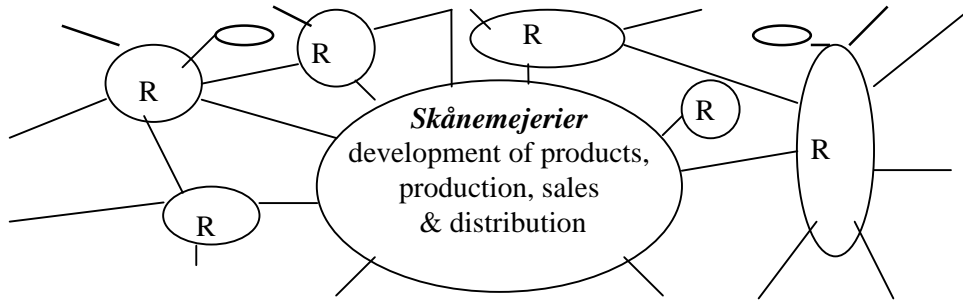 R
R
R
R
Skånemejerier
development of products,
production, sales
& distribution
R
R